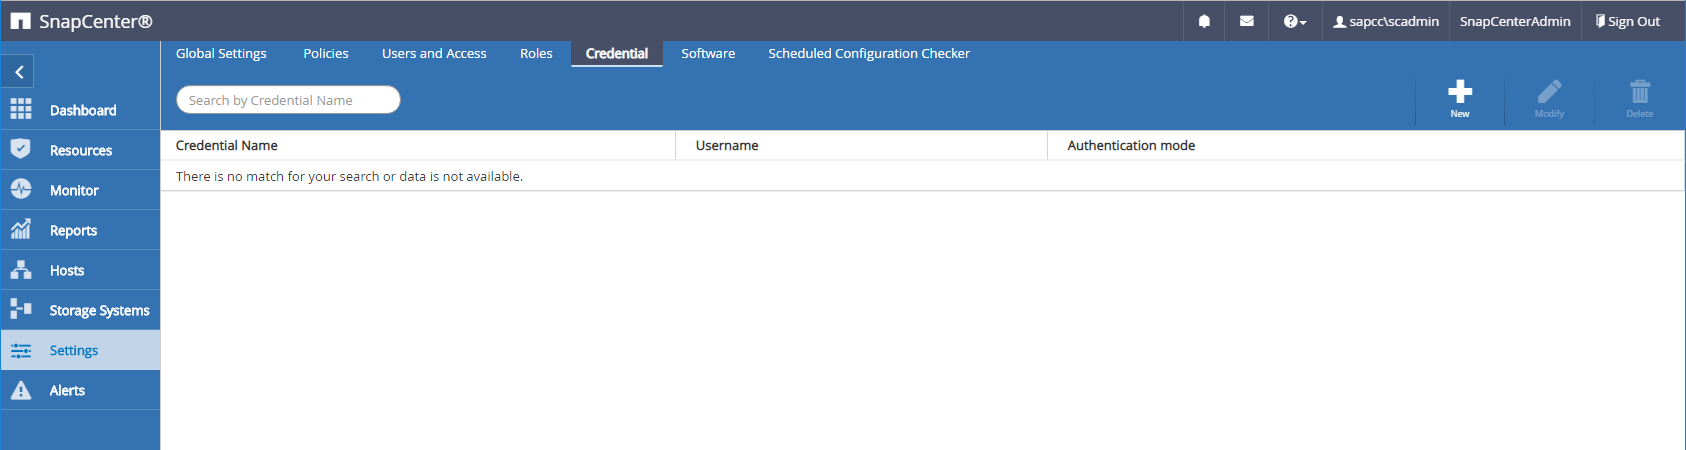 SnapCenter®
sapcc\scadmin
SnapCenterAdmin
Sign Out
Global Settings
Policies
Users and Access
Roles
Credential
Software
Scheduled Configuration Checker
Search by Credential Name
New
Modify
Delete
Dashboard
Resources
Monitor
Reports
Hosts
Storage Systems
Settings
Alerts
Credential Name
Username
Authentication mode
There is no match for your search or data is not available.